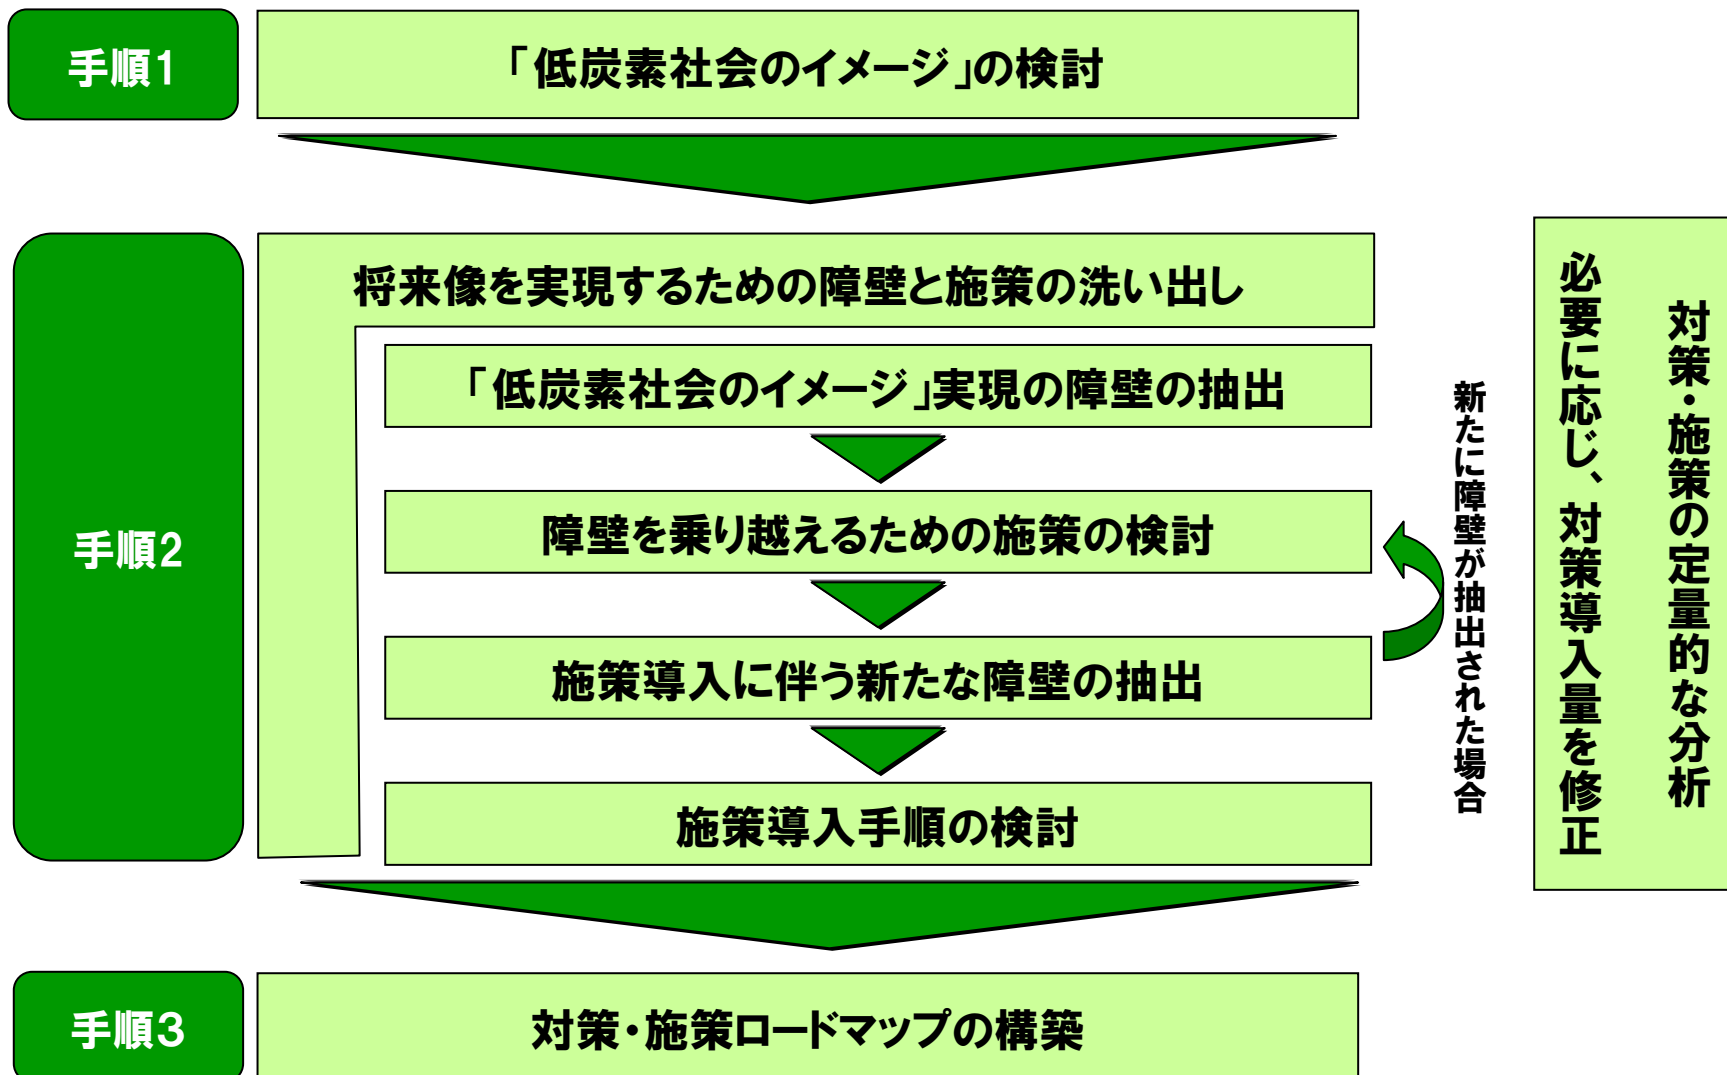 手順1
「低炭素社会のイメージ」の検討
手順2
将来像を実現するための障壁と施策の洗い出し
「低炭素社会のイメージ」実現の障壁の抽出
障壁を乗り越えるための施策の検討
施策導入に伴う新たな障壁の抽出
施策導入手順の検討
新たに障壁が抽出された場合
対策・施策の定量的な分析
必要に応じ、対策導入量を修正
手順3
対策・施策ロードマップの構築